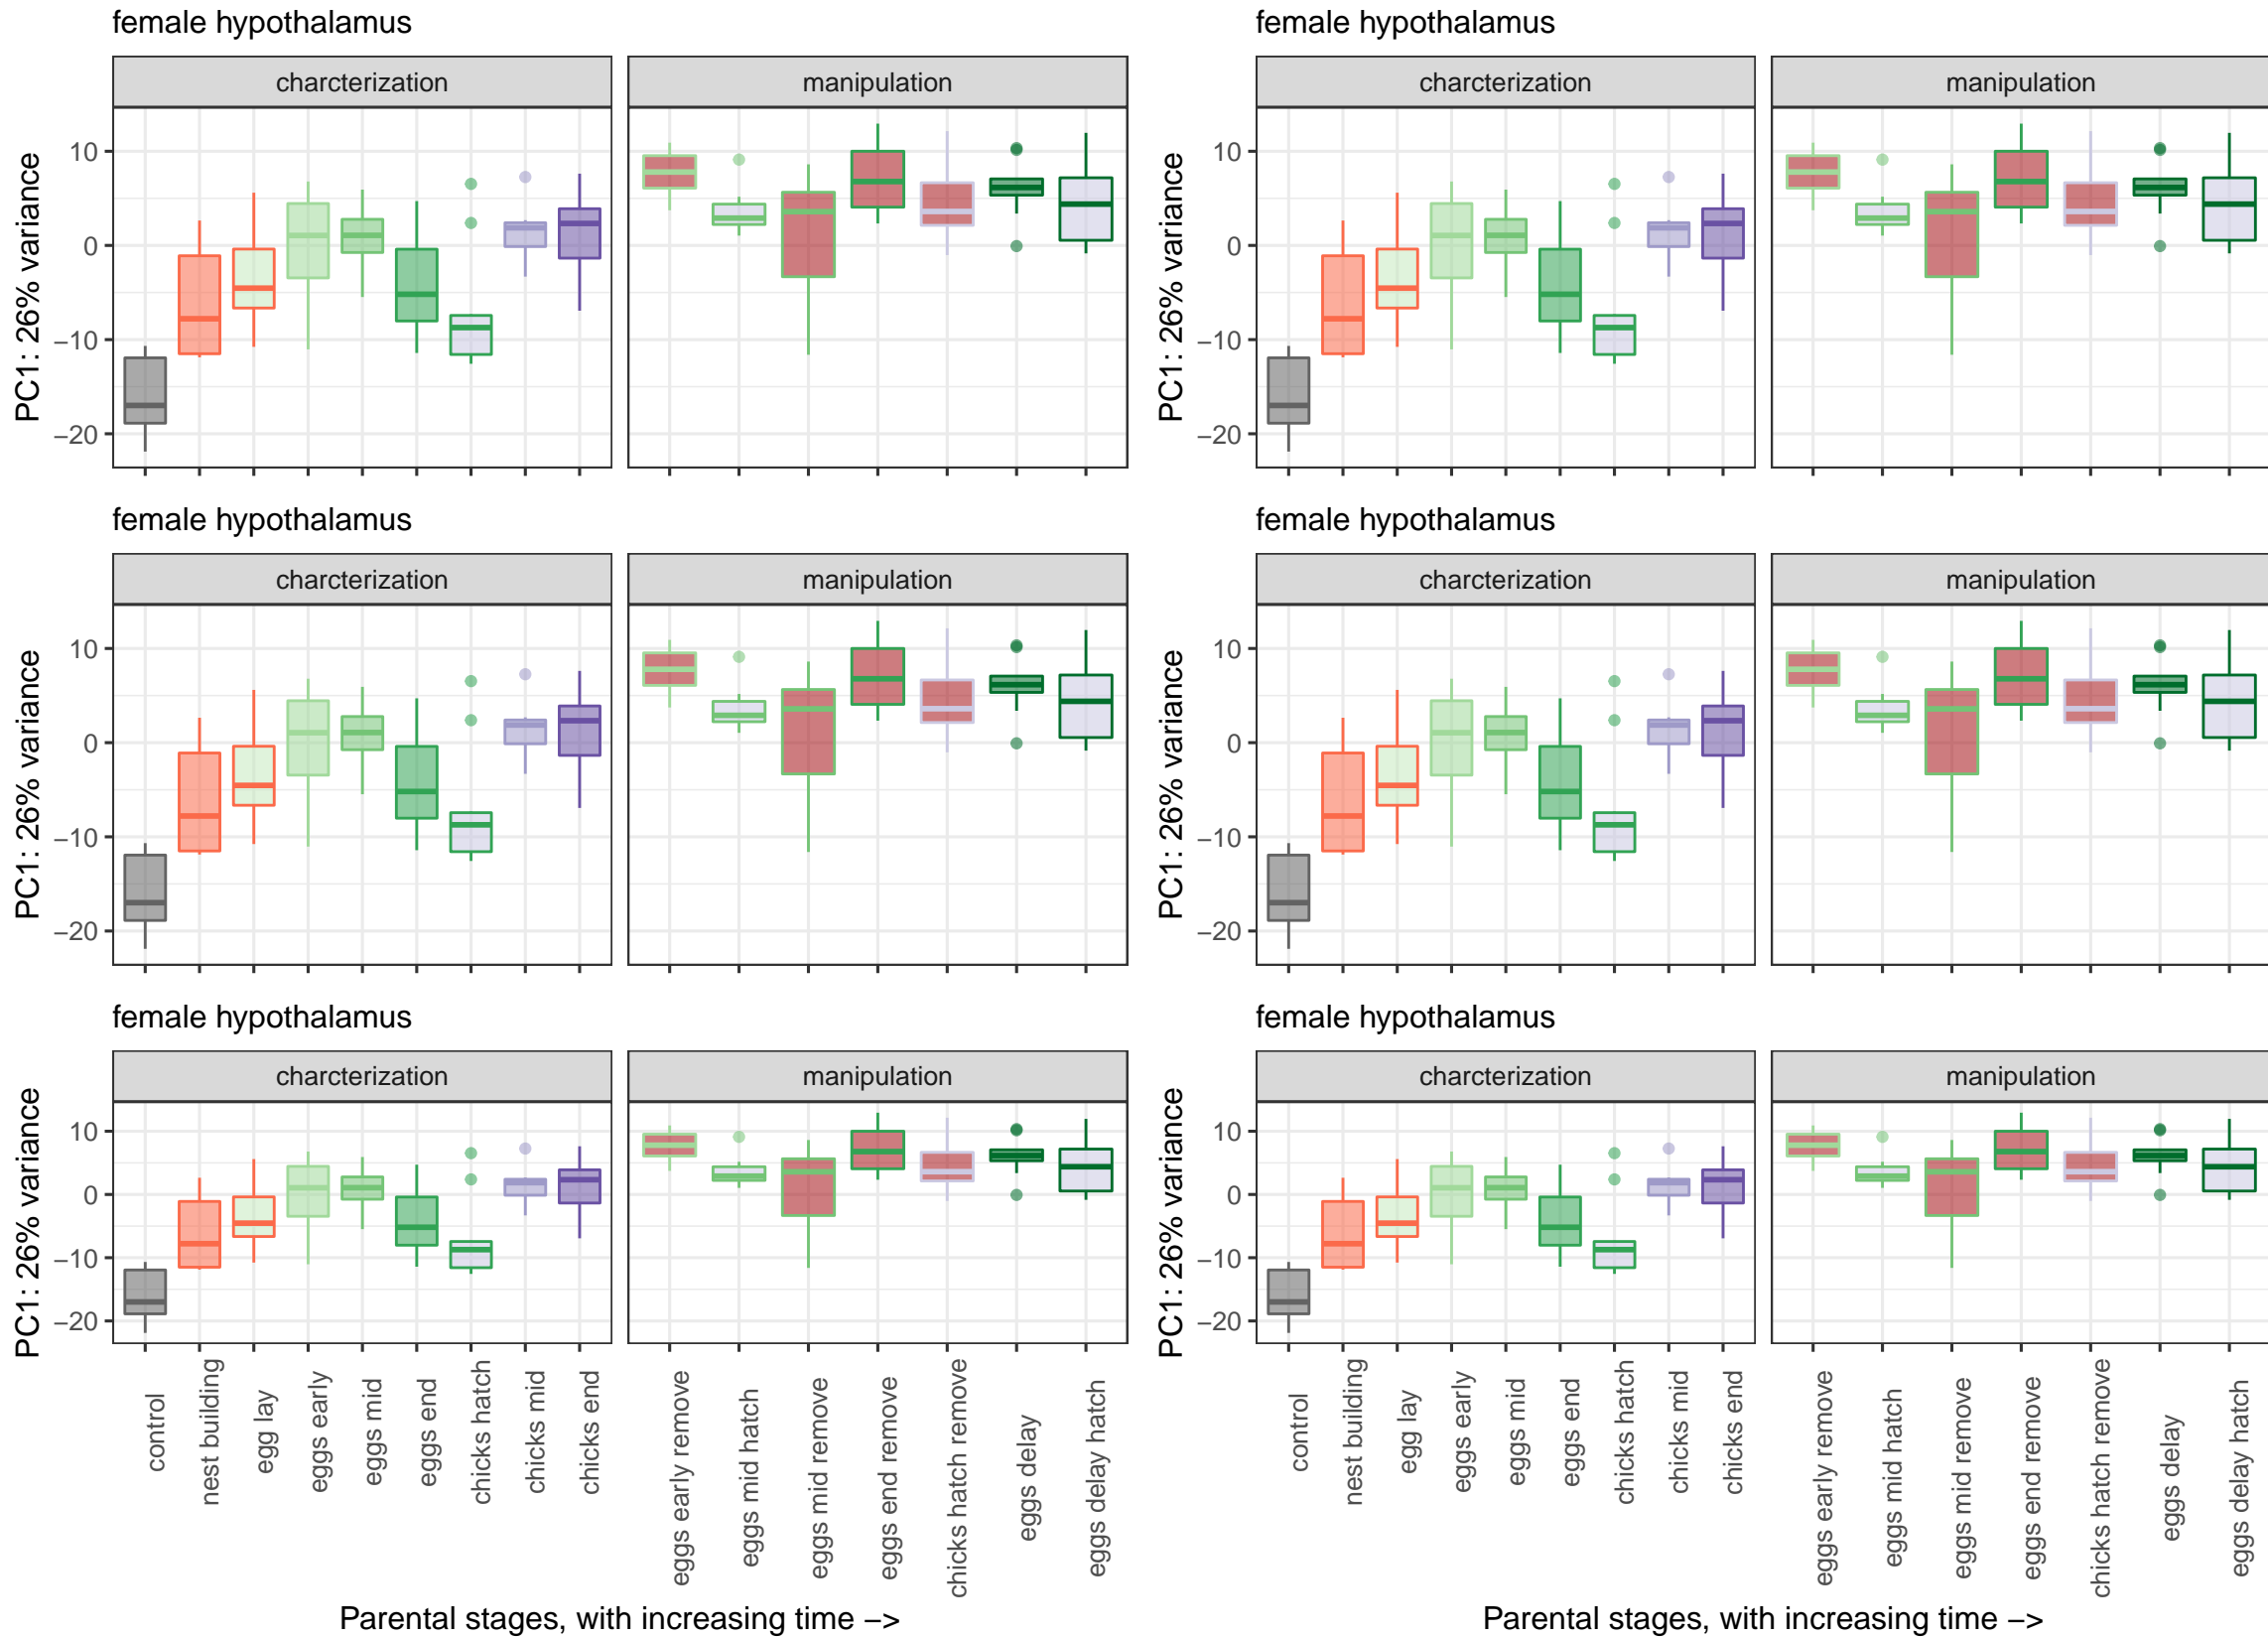 female hypothalamus
female hypothalamus
charcterization
manipulation
charcterization
manipulation
PC1: 26% variance
10
0
−10
−20
PC1: 26% variance
10
0
−10
−20
female hypothalamus
female hypothalamus
charcterization
manipulation
charcterization
manipulation
PC1: 26% variance
10
0
−10
−20
PC1: 26% variance
10
0
−10
−20
female hypothalamus
female hypothalamus
charcterization
manipulation
charcterization
manipulation
PC1: 26% variance
10
0
−10
−20
PC1: 26% variance
10
0
−10
−20
control
nest building
egg lay
eggs early
eggs mid
eggs end
chicks hatch
chicks mid
chicks end
eggs early remove
eggs mid hatch
eggs mid remove
eggs end remove
chicks hatch remove
eggs delay
eggs delay hatch
control
nest building
egg lay
eggs early
eggs mid
eggs end
chicks hatch
chicks mid
chicks end
eggs early remove
eggs mid hatch
eggs mid remove
eggs end remove
chicks hatch remove
eggs delay
eggs delay hatch
Parental stages, with increasing time −>
Parental stages, with increasing time −>